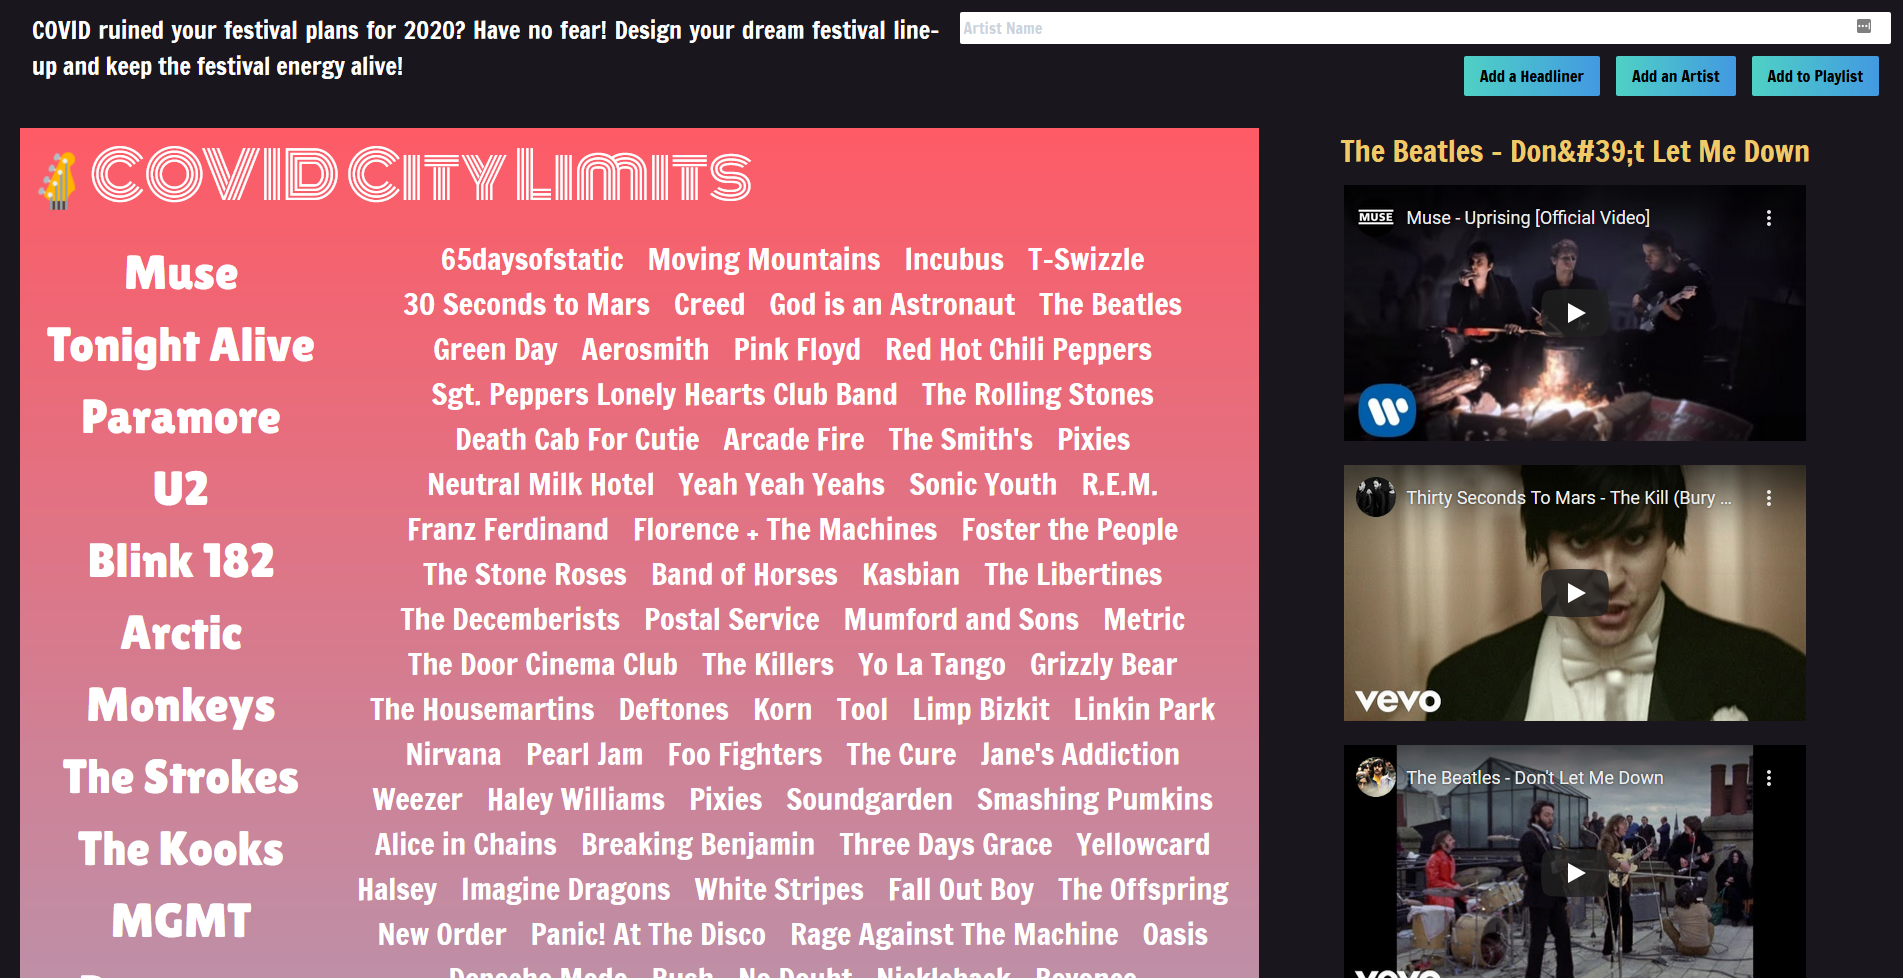 COVID ruined your festival plans for 2020? Have no fear! Design your dream festival line-
up and keep the festival energy alive!
Artist Name
Add a Headliner
Add an Artist
Add to Playlist
COVID CITY LIMITS
Muse
Tonight Alive
Paramore
U2
Blink 182
Arctic
Monkeys
The Strokes
The Kooks
MGMT
65daysofstatic Moving Mountains Incubus T-Swizzle
30 Seconds to Mars Creed God is an Astronaut The Beatles
Green Day Aerosmith Pink Floyd Red Hot Chili Peppers
Sgt. Peppers Lonely Hearts Club Band The Rolling Stones
Death Cab For Cutie Arcade Fire The Smith's Pixies
Neutral Milk Hotel Yeah Yeah Yeahs Sonic Youth R.E.M.
Franz Ferdinand Florence + The Machines Foster the People
The Stone Roses Band of Horses Kasbian The Libertines
The Decemberists Postal Service Mumford and Sons Metric
The Door Cinema Club The Killers Yo La Tango Grizzly Bear
The Housemartins Deftones Korn Tool Limp Bizkit Linkin Park
Nirvana Pearl Jam Foo Fighters The Cure Jane's Addiction
Weezer Haley Williams Pixies Soundgarden Smashing Pumkins
Alice in Chains Breaking Benjamin Three Days Grace Yellowcard
Halsey Imagine Dragons White Stripes Fall Out Boy The Offspring
New Order Panic! At The Disco Rage Against The Machine Oasis
Depeche Mode Bush No Doubt Nickleback Beyonce
The Beatles - Don&#39;t Let Me Down
MUSE Muse - Uprising [Official Video]
Thirty Seconds To Mars - The Kill (Bury ...
vevo
The Beatles - Don't Let Me Down
vevo